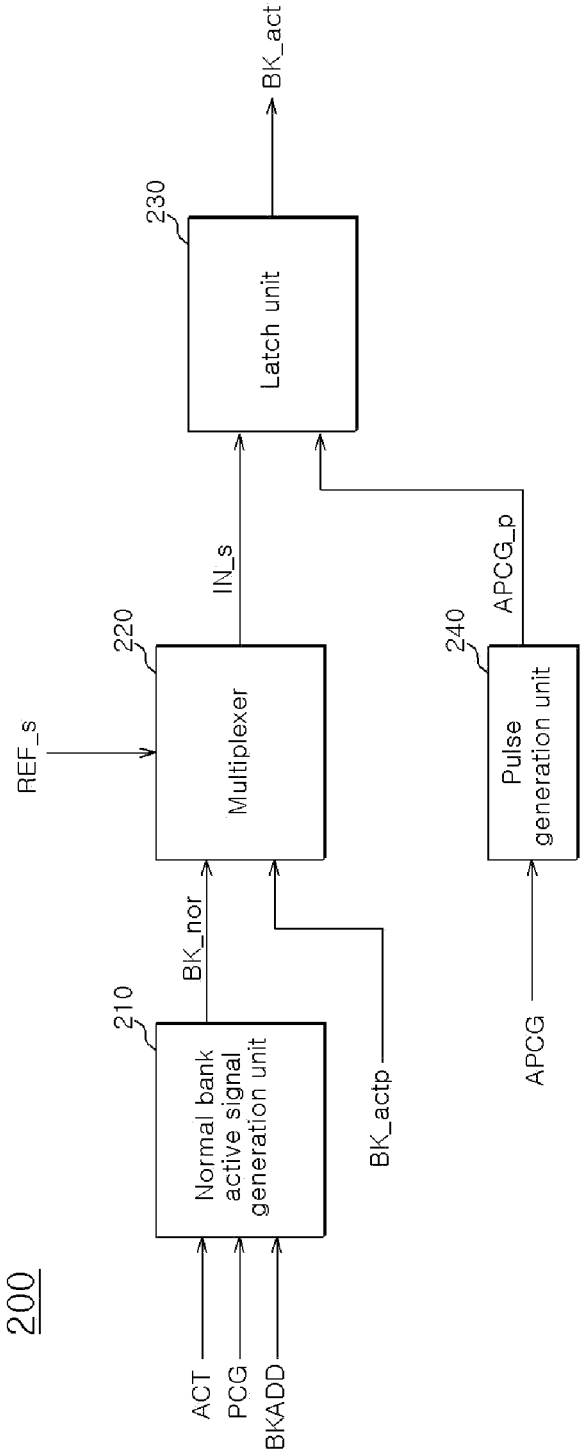 200
ACT
PCG
BKADD
210
Normal bank
active signal
generation unit
BK_nor
BK_actp
REF_s
220
Multiplexer
IN_s
230
Latch unit
BK_act
APCG
240
Pulse
generation unit
APCG_p